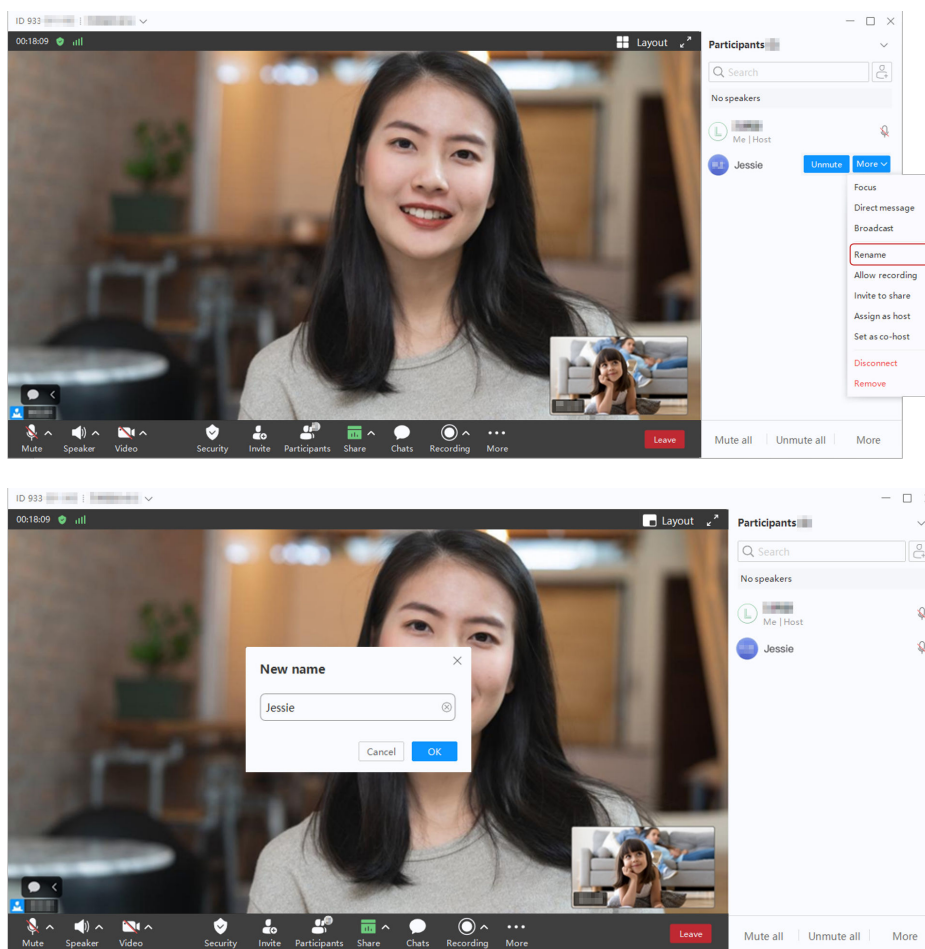 ID 933
00:18:09
Layout
Participants
Search
No speakers
L
Me | Host
Jessie
Unmute
More
Focus
Direct message
Broadcast
Rename
Allow recording
Invite to share
Assign as host
Set as co-host
Disconnect
Remove
Mute
Speaker
Video
Security
Invite
Participants
Share
Chats
Recording
More
Leave
Mute all
Unmute all
More
ID 933
00:18:09
Layout
Participants
Search
No speakers
L
Me | Host
Jessie
New name
Jessie
Cancel
OK
Mute
Speaker
Video
Security
Invite
Participants
Share
Chats
Recording
More
Leave
Mute all
Unmute all
More